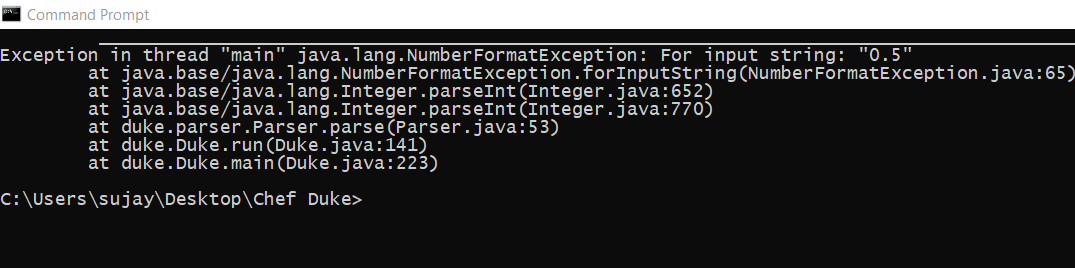 Command Prompt
Exception in thread "main" java.lang.NumberFormatException: For input string: "0.5"
        at java.base/java.lang.NumberFormatException.forInputString(NumberFormatException.java:65)
        at java.base/java.lang.Integer.parseInt(Integer.java:652)
        at java.base/java.lang.Integer.parseInt(Integer.java:770)
        at duke.parser.Parser.parse(Parser.java:53)
        at duke.Duke.run(Duke.java:141)
        at duke.Duke.main(Duke.java:223)
C:\Users\sujay\Desktop\Chef Duke>